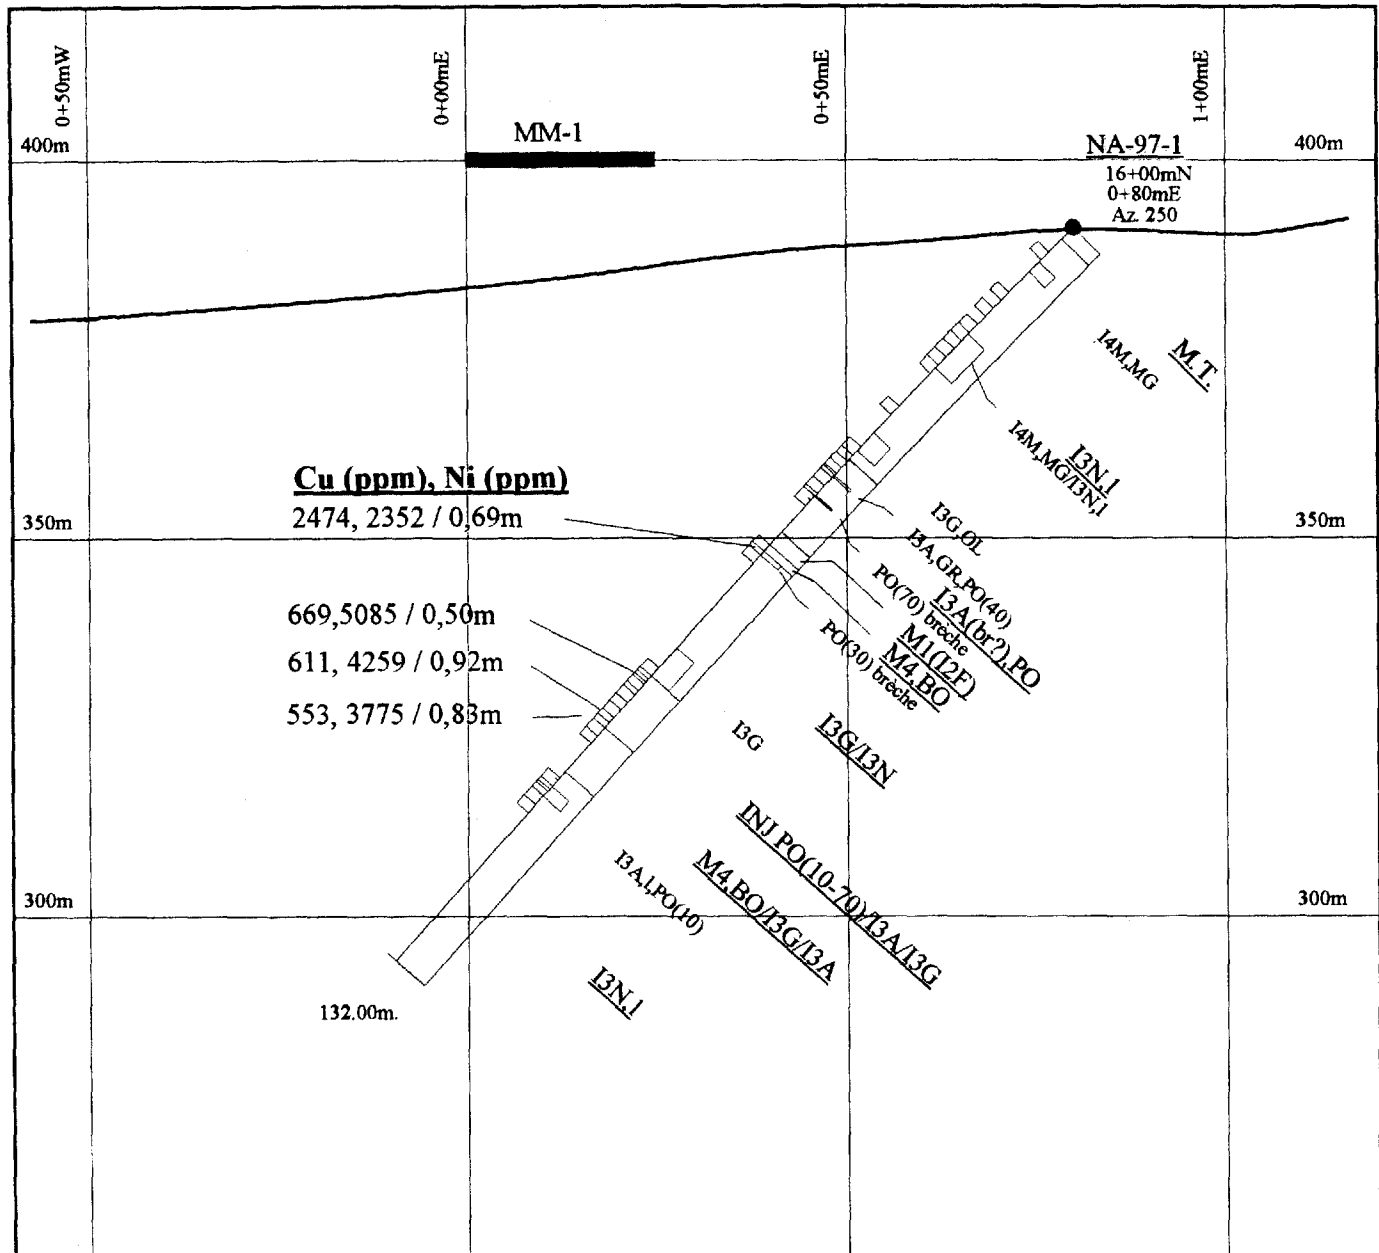 0+50mW
0+00mE
0+50mE
1+00mE
400m
MM-1
NA-97-1
400m
16+00mN
0+80mE
Az. 250
I4M,MG
M.T.
I3N,1
I4M,MG/I3N,1
Cu (ppm), Ni (ppm)
2474, 2352 / 0,69m
350m
350m
I3G,OL
I3A,GR,PO(40)
PO(70) brèche
I3A(br?),PO
M1(I2F)
M4,BO
PO(30) brèche
669,5085 / 0,50m
611, 4259 / 0,92m
553, 3775 / 0,83m
I3G
I3G/I3N
INJ PO(10-70)/I3A/I3G
M4,BO/I3G/I3A
I3A,1,PO(10)
300m
300m
I3N,1
132.00m.